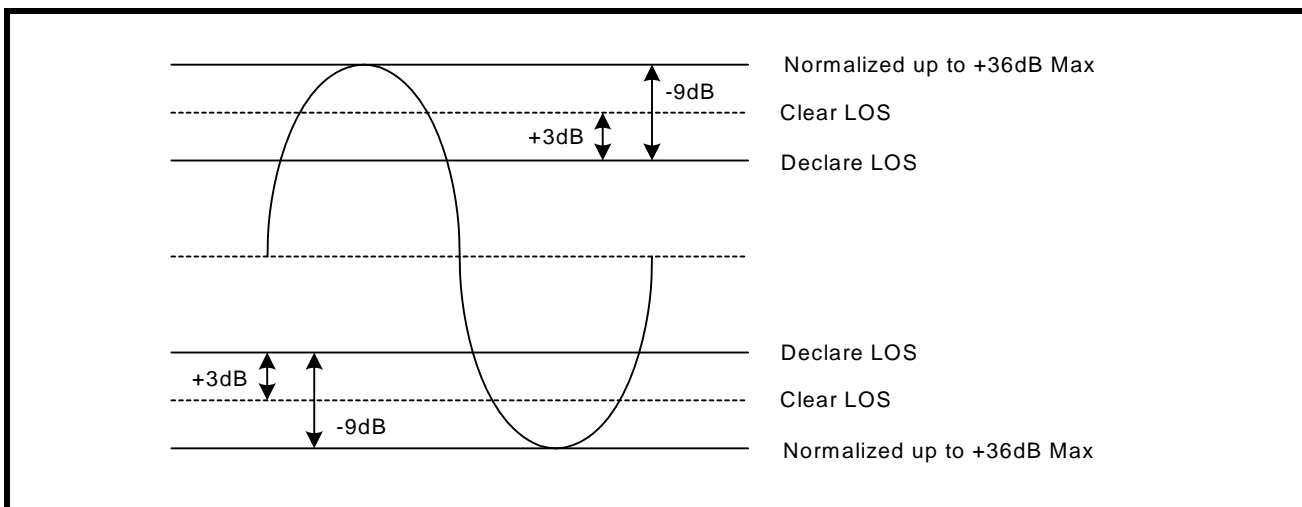 Normalized up to +36dB Max
-9dB
Clear LOS
+3dB
Declare LOS
Declare LOS
+3dB
Clear LOS
-9dB
Normalized up to +36dB Max